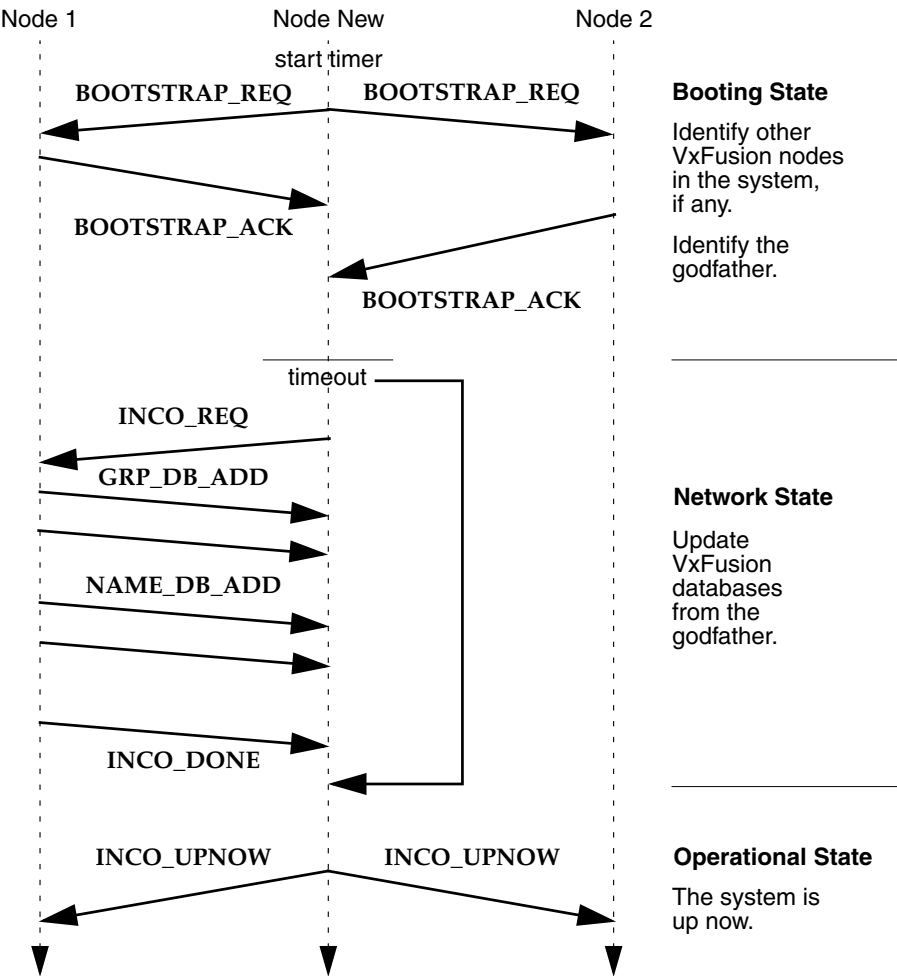 Node 1
Node New
Node 2
start timer
BOOTSTRAP_REQ
BOOTSTRAP_REQ
Booting State
Identify other
VxFusion nodes
in the system,
if any.
BOOTSTRAP_ACK
Identify the
godfather.
BOOTSTRAP_ACK
timeout
INCO_REQ
GRP_DB_ADD
Network State
Update
VxFusion
databases
from the
godfather.
NAME_DB_ADD
INCO_DONE
INCO_UPNOW
INCO_UPNOW
Operational State
The system is
up now.